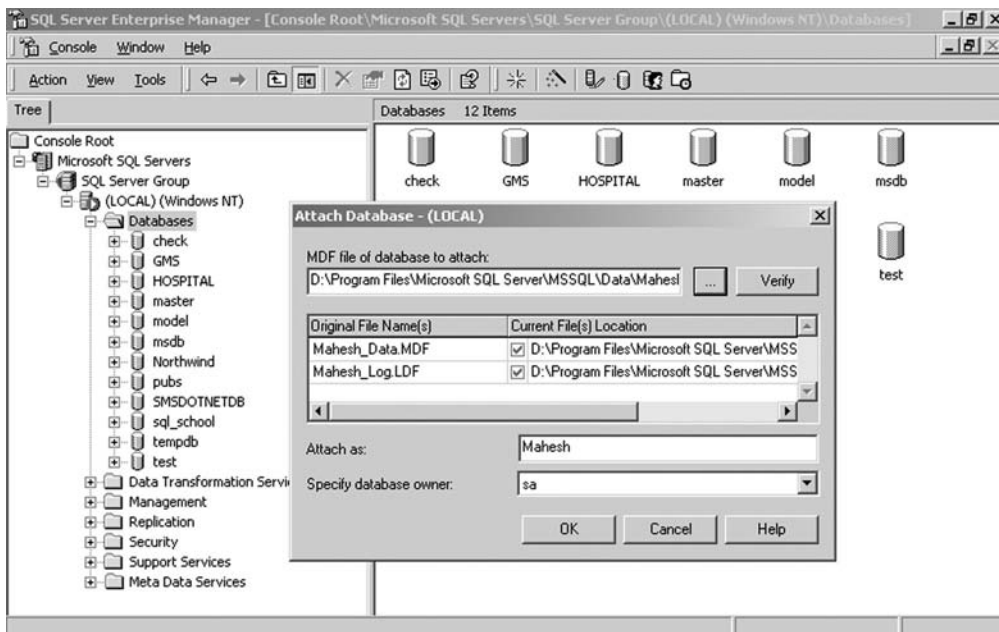 SQL Server Enterprise Manager - [Console Root\Microsoft SQL Servers\SQL Server Group\(LOCAL) (Windows NT)\Databases]
Console Window Help
Action View Tools
Tree
Databases 12 Items
Console Root
Microsoft SQL Servers
SQL Server Group
(LOCAL) (Windows NT)
Databases
check
GMS
HOSPITAL
master
model
msdb
Northwind
pubs
SMSDOTNETDB
sql_school
tempdb
test
Data Transformation Servi
Management
Replication
Security
Support Services
Meta Data Services
check GMS HOSPITAL master model msdb
test
Attach Database - (LOCAL)
MDF file of database to attach:
D:\Program Files\Microsoft SQL Server\MSSQL\Data\Mahesl ... Verify
Original File Name(s) Current File(s) Location
Mahesh_Data.MDF D:\Program Files\Microsoft SQL Server\MSS
Mahesh_Log.LDF D:\Program Files\Microsoft SQL Server\MSS
Attach as: Mahesh
Specify database owner: sa
OK Cancel Help